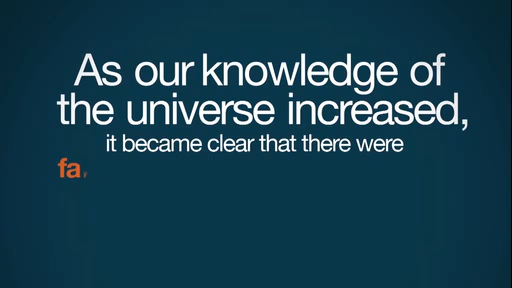 As our knowledge of
the universe increased,
it became clear that there were
fa